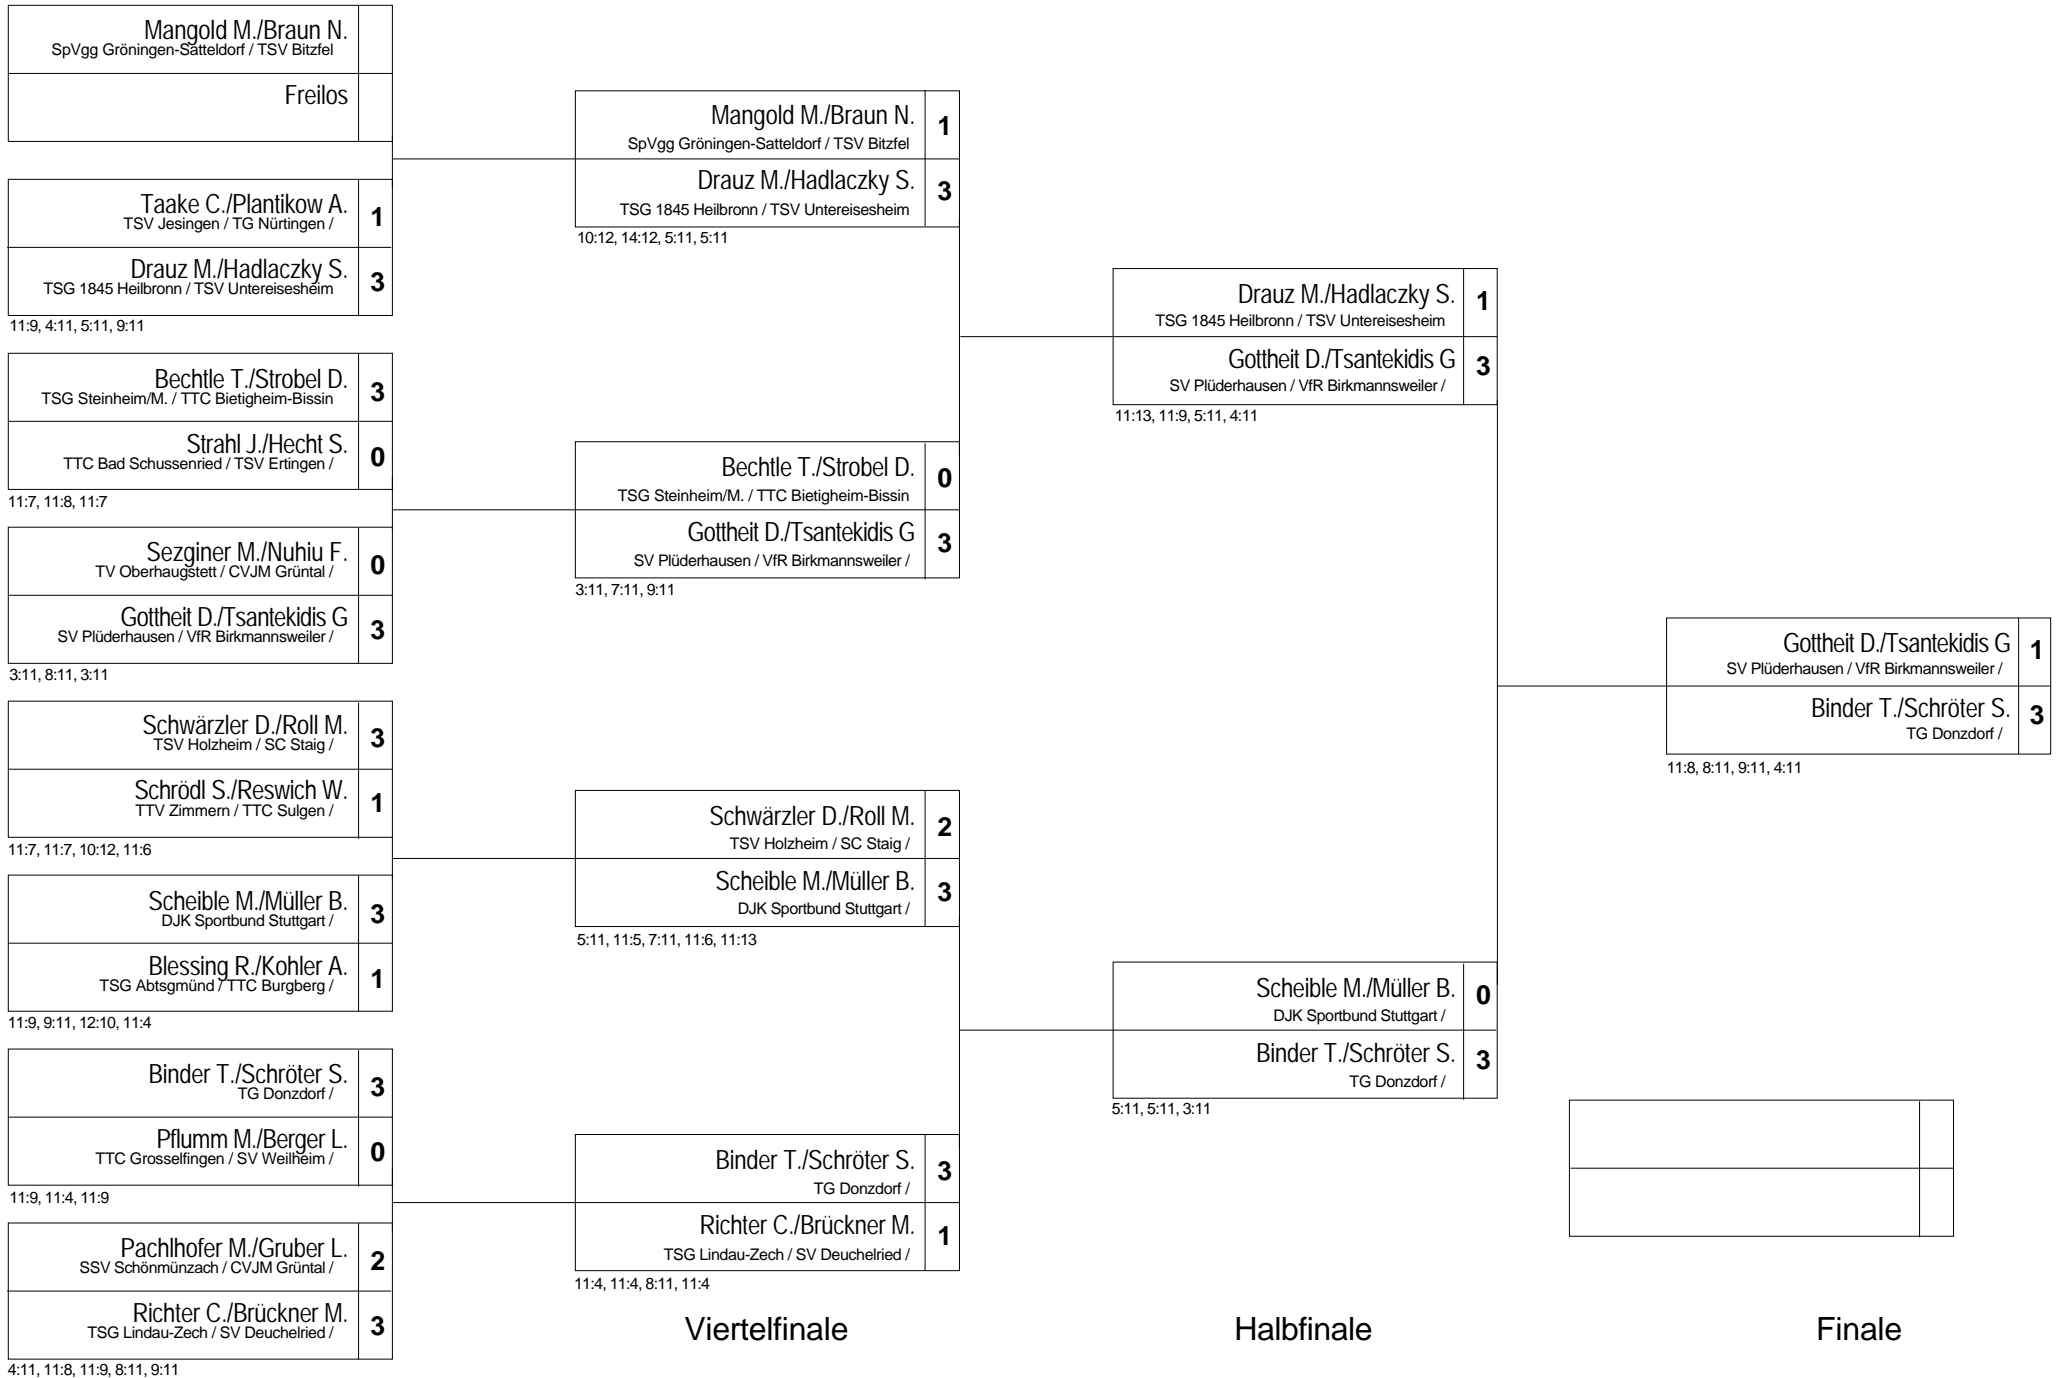 Mangold M./Braun N.
SpVgg Gröningen-Satteldorf / TSV Bitzfel
Freilos
Taake C./Plantikow A. 1
TSV Jesingen / TG Nürtingen /
Drauz M./Hadlaczky S. 3
TSG 1845 Heilbronn / TSV Untereisesheim
11:9, 4:11, 5:11, 9:11
Bechtle T./Strobel D. 3
TSG Steinheim/M. / TTC Bietigheim-Bissin
Strahl J./Hecht S. 0
TTC Bad Schussenried / TSV Ertingen /
11:7, 11:8, 11:7
Sezginer M./Nuhiu F. 0
TV Oberhaugstett / CVJM Grüntal /
Gottheit D./Tsantekidis G 3
SV Plüderhausen / VfR Birkmannsweiler /
3:11, 8:11, 3:11
Schwärzler D./Roll M. 3
TSV Holzheim / SC Staig /
Schrödl S./Reswich W. 1
TTV Zimmern / TTC Sulgen /
11:7, 11:7, 10:12, 11:6
Scheible M./Müller B. 3
DJK Sportbund Stuttgart /
Blessing R./Kohler A. 1
TSG Abtsgmünd / TTC Burgberg /
11:9, 9:11, 12:10, 11:4
Binder T./Schröter S. 3
TG Donzdorf /
Pflumm M./Berger L. 0
TTC Grosselfingen / SV Weilheim /
11:9, 11:4, 11:9
Pachlhofer M./Gruber L. 2
SSV Schönmünzach / CVJM Grüntal /
Richter C./Brückner M. 3
TSG Lindau-Zech / SV Deuchelried /
4:11, 11:8, 11:9, 8:11, 9:11
Mangold M./Braun N. 1
SpVgg Gröningen-Satteldorf / TSV Bitzfel
Drauz M./Hadlaczky S. 3
TSG 1845 Heilbronn / TSV Untereisesheim
10:12, 14:12, 5:11, 5:11
Bechtle T./Strobel D. 0
TSG Steinheim/M. / TTC Bietigheim-Bissin
Gottheit D./Tsantekidis G 3
SV Plüderhausen / VfR Birkmannsweiler /
3:11, 7:11, 9:11
Schwärzler D./Roll M. 2
TSV Holzheim / SC Staig /
Scheible M./Müller B. 3
DJK Sportbund Stuttgart /
5:11, 11:5, 7:11, 11:6, 11:13
Binder T./Schröter S. 3
TG Donzdorf /
Richter C./Brückner M. 1
TSG Lindau-Zech / SV Deuchelried /
11:4, 11:4, 8:11, 11:4
Viertelfinale
Drauz M./Hadlaczky S. 1
TSG 1845 Heilbronn / TSV Untereisesheim
Gottheit D./Tsantekidis G 3
SV Plüderhausen / VfR Birkmannsweiler /
11:13, 11:9, 5:11, 4:11
Scheible M./Müller B. 0
DJK Sportbund Stuttgart /
Binder T./Schröter S. 3
TG Donzdorf /
5:11, 5:11, 3:11
Halbfinale
Gottheit D./Tsantekidis G 1
SV Plüderhausen / VfR Birkmannsweiler /
Binder T./Schröter S. 3
TG Donzdorf /
11:8, 8:11, 9:11, 4:11
Finale